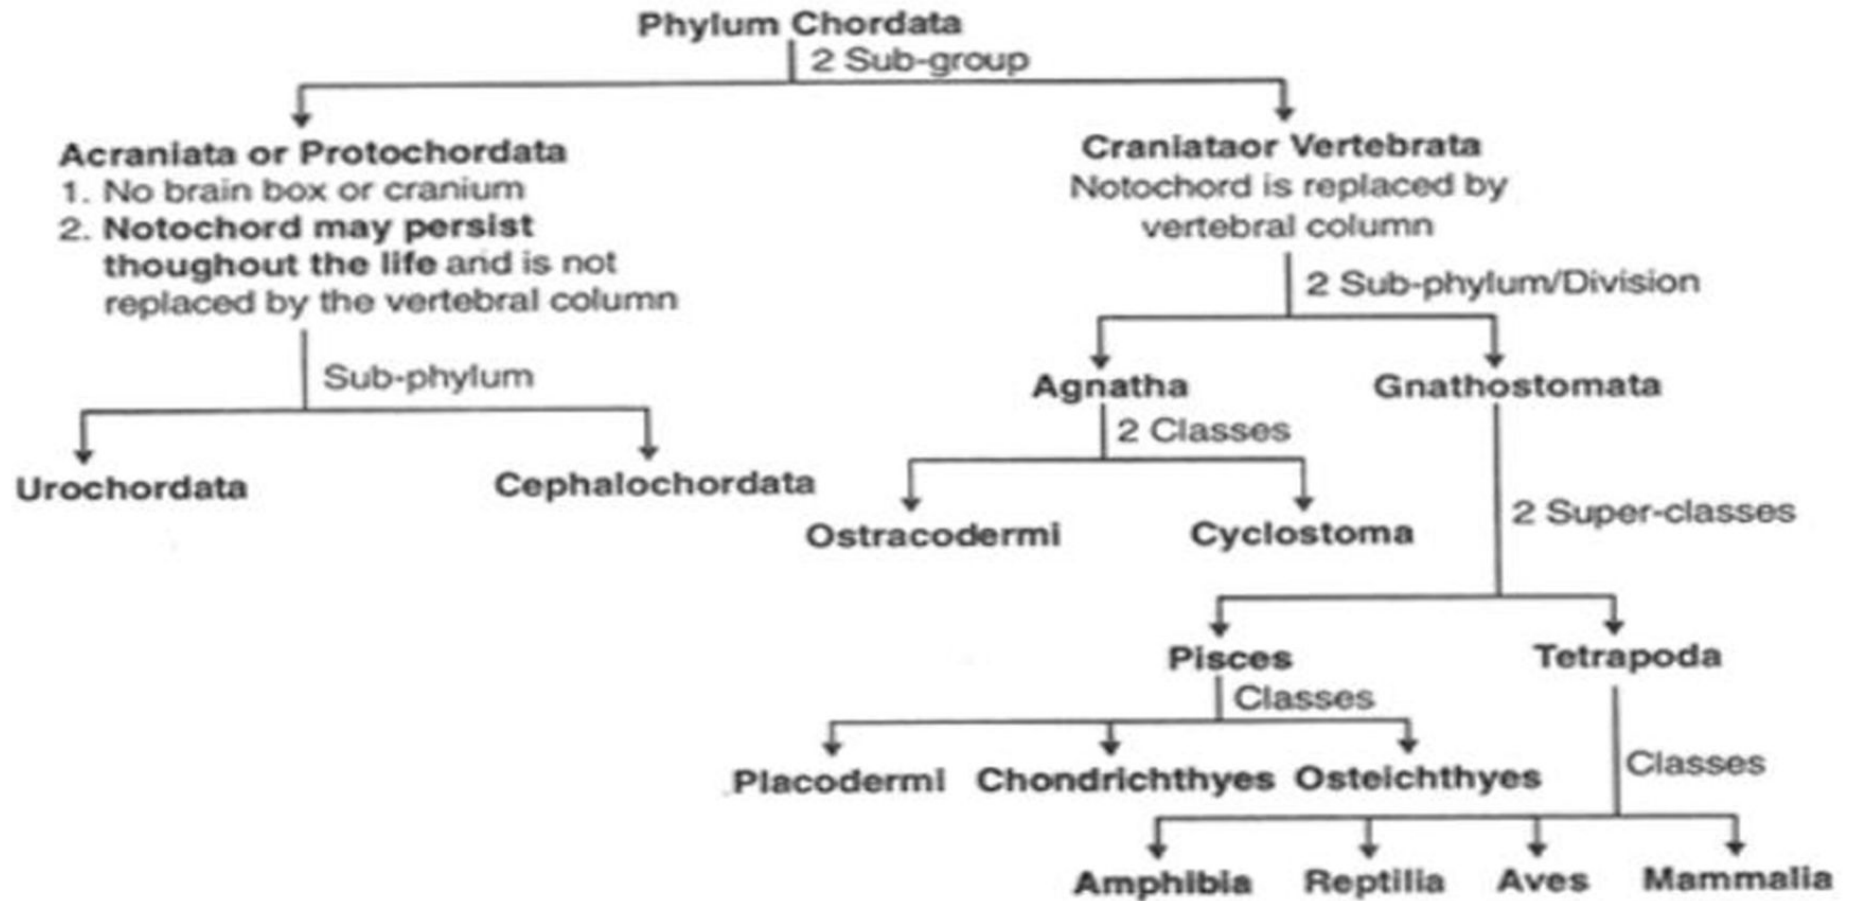 Phylum Chordata
2 Sub-group
Acraniata or Protochordata
1. No brain box or cranium
2. Notochord may persist
thoughout the life and is not
replaced by the vertebral column
Sub-phylum
Urochordata
Cephalochordata
Craniataor Vertebrata
Notochord is replaced by
vertebral column
2 Sub-phylum/Division
Agnatha
Gnathostomata
2 Classes
Ostracodermi
Cyclostoma
2 Super-classes
Pisces
Tetrapoda
Classes
Placodermi Chondrichthyes Osteichthyes
Classes
Amphibia Reptilia Aves Mammalia